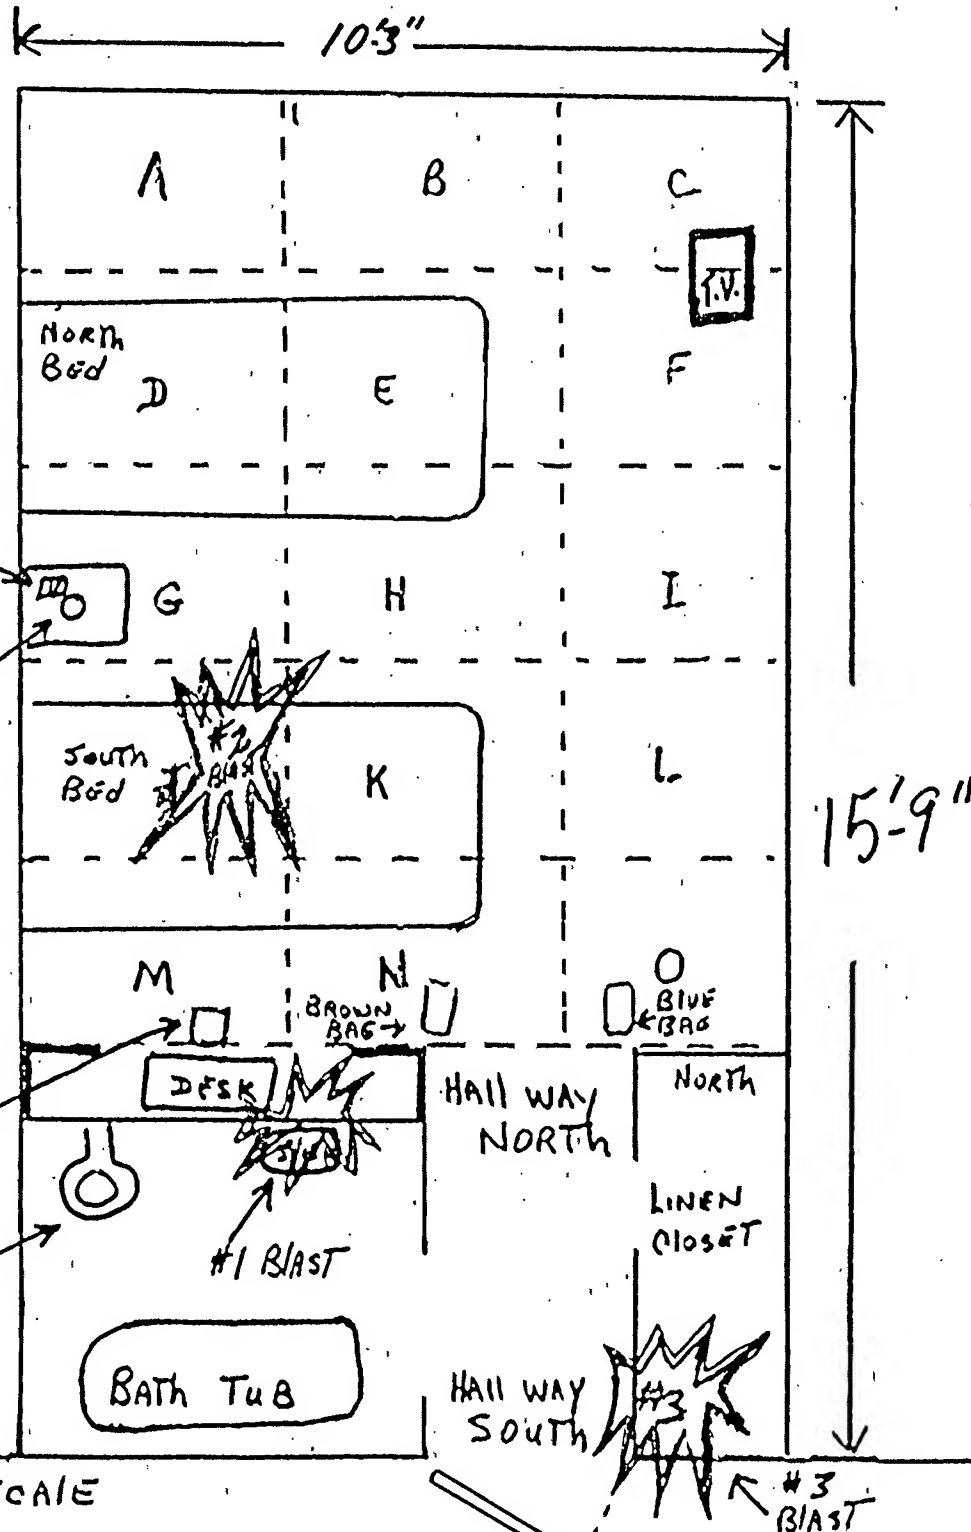 10'3"
A
B
C
T.V.
NORTH
BED
D
E
F
G
H
I
#2
BLAST
SOUTH
BED
K
L
15'-9"
M
N
O
BROWN
BAG
BLUE
BAG
DESK
HALL WAY
NORTH
NORTH
LINEN
CLOSET
#1 BLAST
BATH TUB
HALL WAY
SOUTH
#3
#3
BLAST